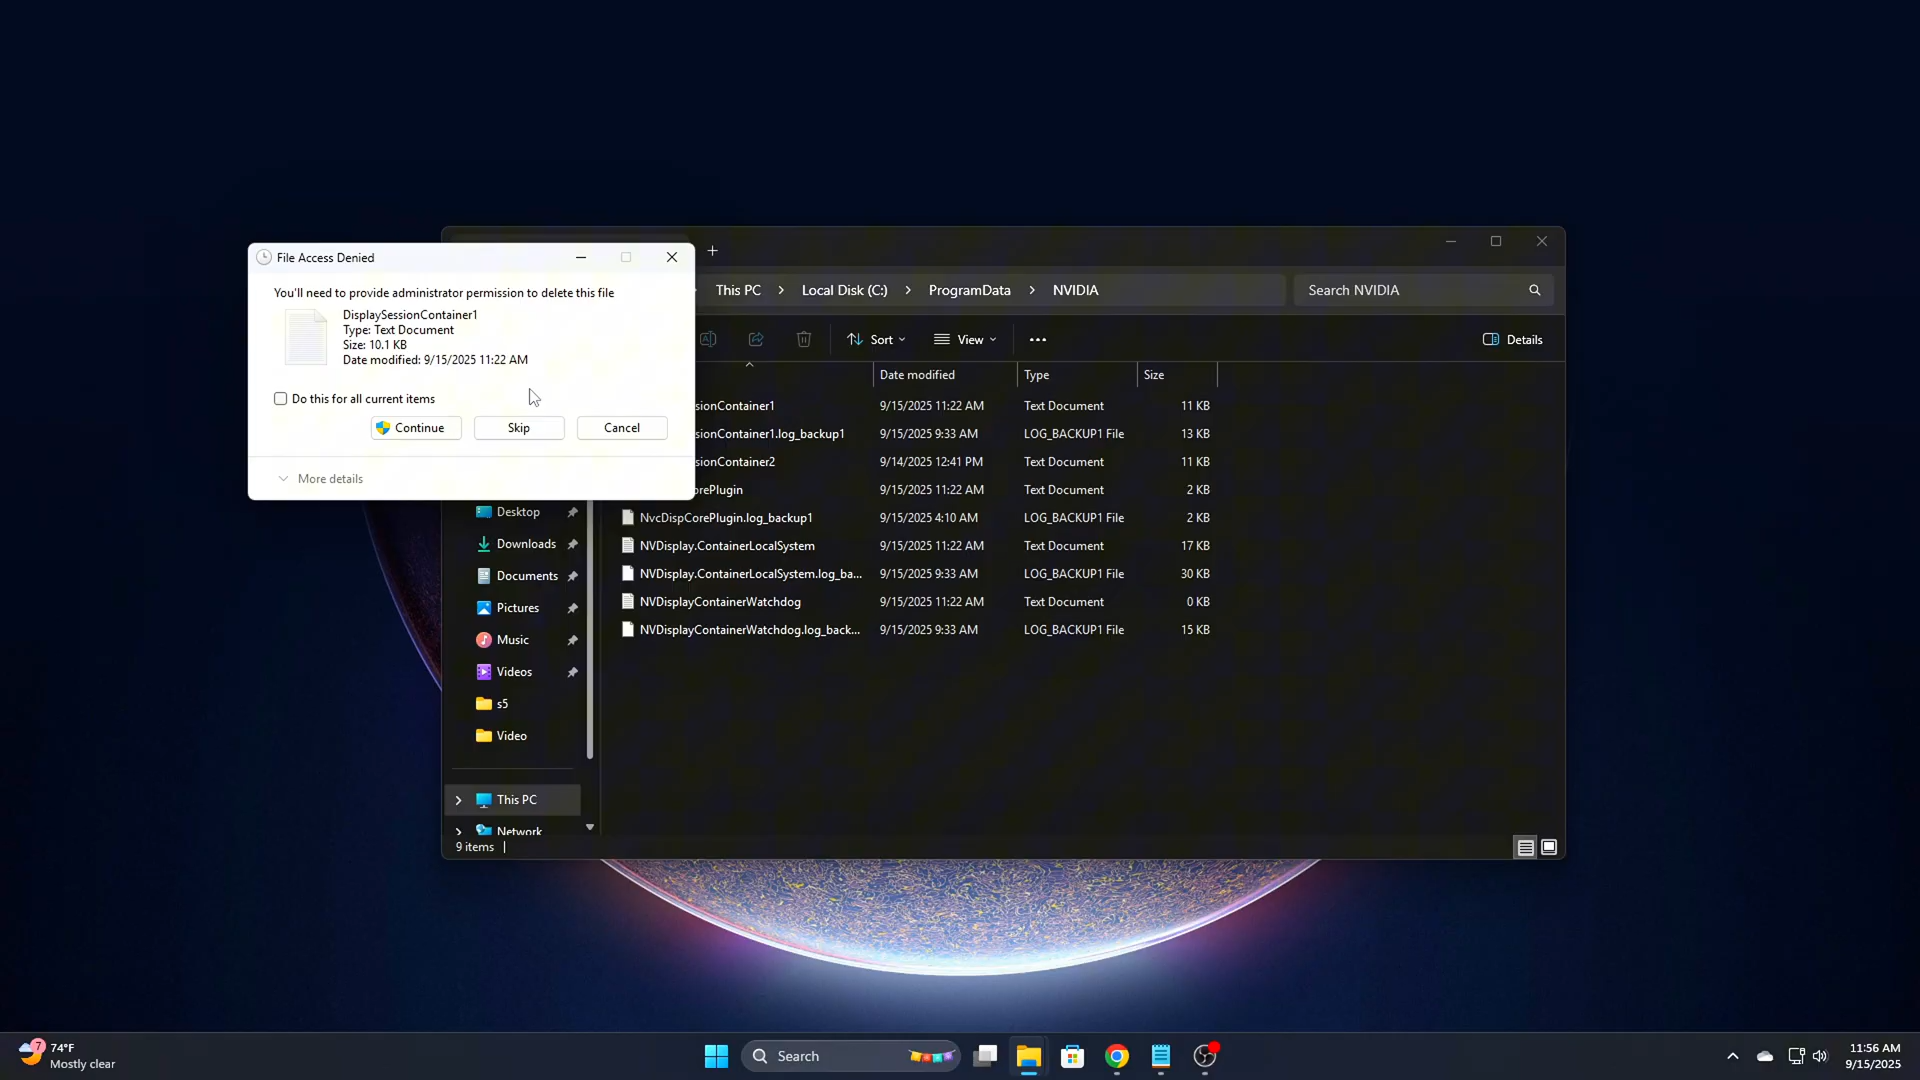 File Access Denied
You'll need to provide administrator permission to delete this file
DisplaySessionContainer1
Type: Text Document
Size: 10.1 KB
Date modified: 9/15/2025 11:22 AM
Do this for all current items
Continue
Skip
Cancel
More details
This PC > Local Disk (C:) > ProgramData > NVIDIA
Search NVIDIA
Sort
View
Details
Date modified
Type
Size
sionContainer1 9/15/2025 11:22 AM Text Document 11 KB
sionContainer1.log_backup1 9/15/2025 9:33 AM LOG_BACKUP1 File 13 KB
sionContainer2 9/14/2025 12:41 PM Text Document 11 KB
orePlugin 9/15/2025 11:22 AM Text Document 2 KB
NvcDispCorePlugin.log_backup1 9/15/2025 4:10 AM LOG_BACKUP1 File 2 KB
NVDisplay.ContainerLocalSystem 9/15/2025 11:22 AM Text Document 17 KB
NVDisplay.ContainerLocalSystem.log_ba... 9/15/2025 9:33 AM LOG_BACKUP1 File 30 KB
NVDisplayContainerWatchdog 9/15/2025 11:22 AM Text Document 0 KB
NVDisplayContainerWatchdog.log_back... 9/15/2025 9:33 AM LOG_BACKUP1 File 15 KB
Desktop
Downloads
Documents
Pictures
Music
Videos
s5
Video
This PC
Network
9 items
7
74°F
Mostly clear
Search
11:56 AM
9/15/2025